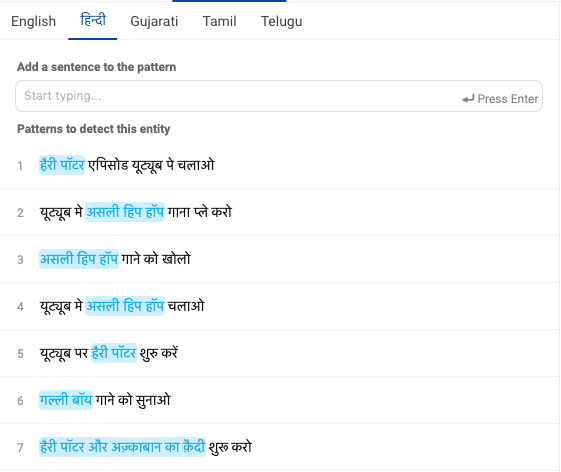 English हिन्दी Gujarati Tamil Telugu
Add a sentence to the pattern
Start typing... Press Enter
Patterns to detect this entity
1 हैरी पॉटर एपिसोड यूट्यूब पे चलाओ
2 यूट्यूब मे असली हिप हॉप गाना प्ले करो
3 असली हिप हॉप गाने को खोलो
4 यूट्यूब मे असली हिप हॉप चलाओ
5 यूट्यूब पर हैरी पॉटर शुरु करें
6 गल्ली बॉय गाने को सुनाओ
7 हैरी पॉटर और अज़्काबान का क़ैदी शुरू करो